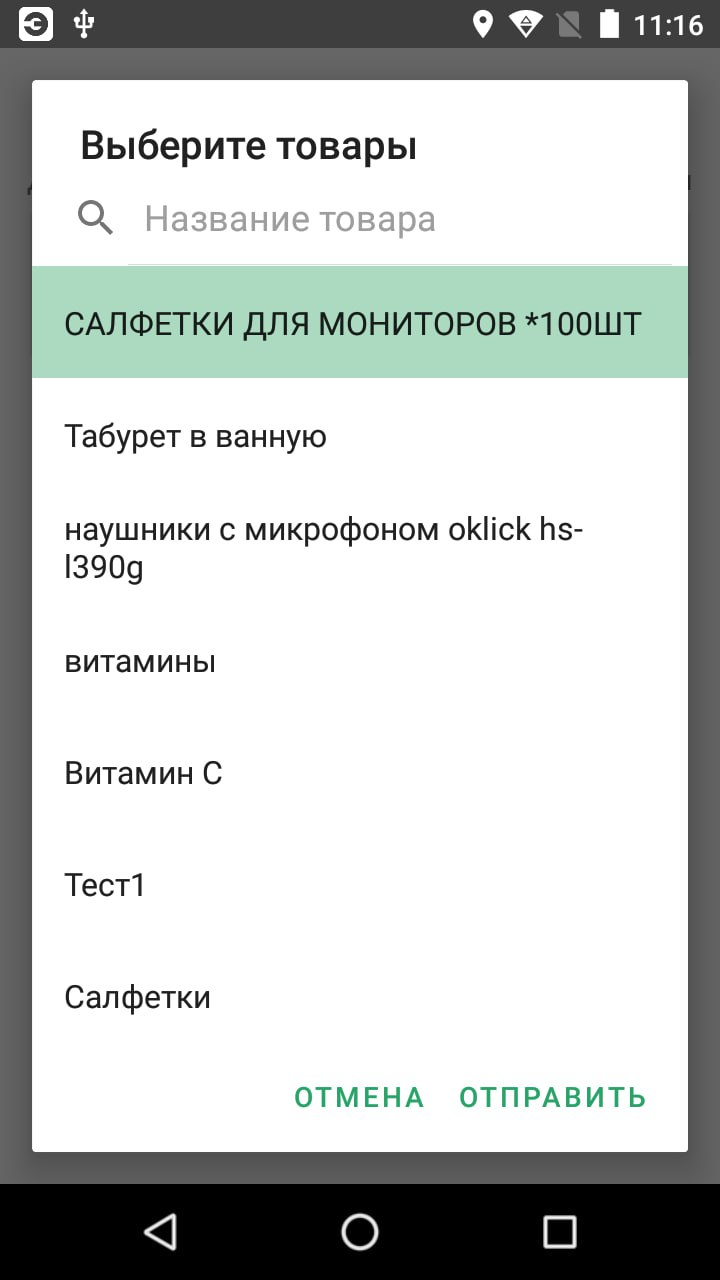 11:16
Выберите товары
Название товара
САЛФЕТКИ ДЛЯ МОНИТОРОВ *100ШТ
Табурет в ванную
наушники с микрофоном oklick hs-
l390g
витамины
Витамин С
Тест1
Салфетки
ОТМЕНА ОТПРАВИТЬ